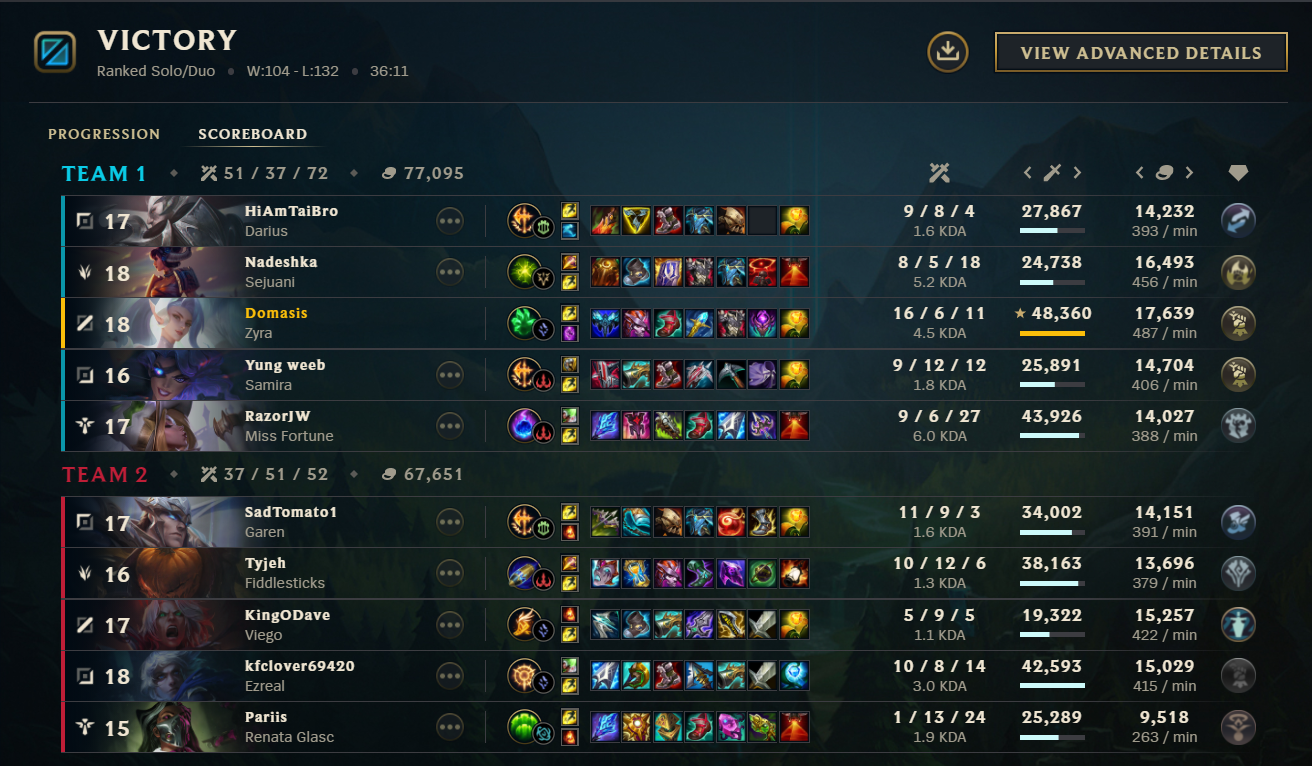 VICTORY
Ranked Solo/Duo • W:104 - L:132 • 36:11
VIEW ADVANCED DETAILS
PROGRESSION SCOREBOARD
TEAM 1 51 / 37 / 72 77,095
17 HiAmTaiBro 9 / 8 / 4 27,867 14,232
Darius 1.6 KDA 393 / min
18 Nadeshka 8 / 5 / 18 24,738 16,493
Sejuani 5.2 KDA 456 / min
18 Domasis 16 / 6 / 11 48,360 17,639
Zyra 4.5 KDA 487 / min
16 Yung weeb 9 / 12 / 12 25,891 14,704
Samira 1.8 KDA 406 / min
17 RazorJW 9 / 6 / 27 43,926 14,027
Miss Fortune 6.0 KDA 388 / min
TEAM 2 37 / 51 / 52 67,651
17 SadTomato1 11 / 9 / 3 34,002 14,151
Garen 1.6 KDA 391 / min
16 Tyjeh 10 / 12 / 6 38,163 13,696
Fiddlesticks 1.3 KDA 379 / min
17 KingODave 5 / 9 / 5 19,322 15,257
Viego 1.1 KDA 422 / min
18 kfclover69420 10 / 8 / 14 42,593 15,029
Ezreal 3.0 KDA 415 / min
15 Pariis 1 / 13 / 24 25,289 9,518
Renata Glasc 1.9 KDA 263 / min